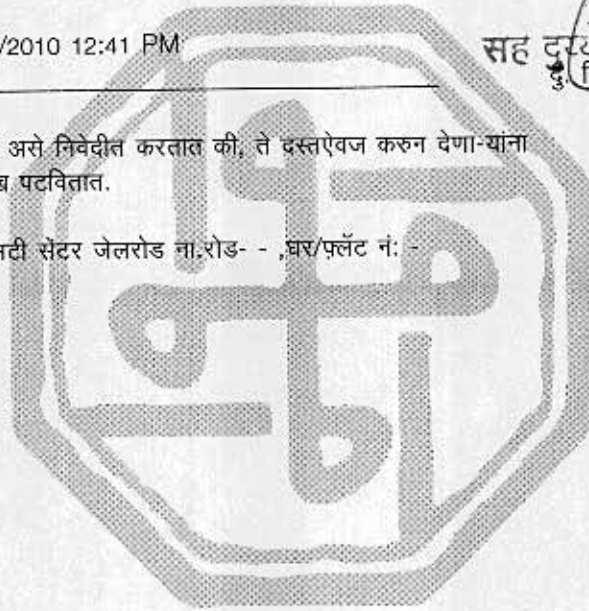 /2010 12:41 PM
सह दुय्य
दु. नि
असे निवेदीत करतात की, ते दस्तऐवज करुन देणा-यांना
पटवितात.
सेंटर जेलरोड ना.रोड- - ,घर/फ्लॅट नं: -